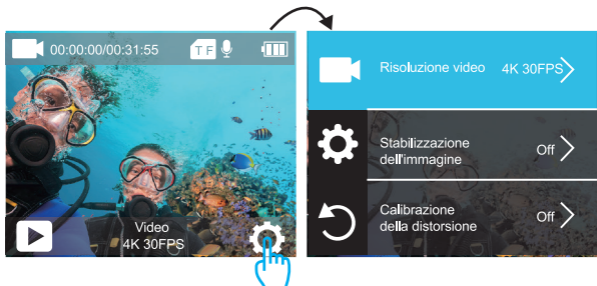 00:00:00/00:31:55
TF
Video
4K 30FPS
Risoluzione video 4K 30FPS
Stabilizzazione
dell'immagine
Off
Calibrazione
della distorsione
Off